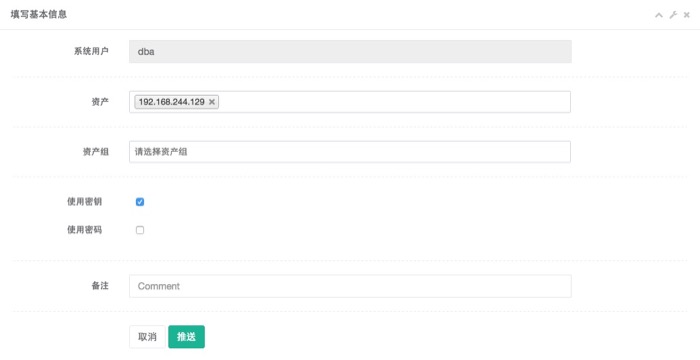 填写基本信息
系统用户 dba
资产 192.168.244.129 ×
资产组 请选择资产组
使用密钥
使用密码
备注 Comment
取消 推送